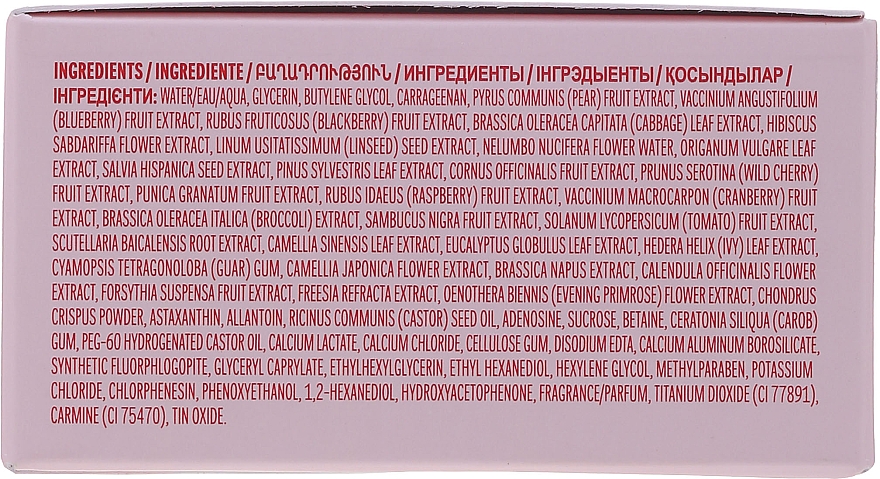 INGREDIENTS / INGREDIENTE / ԲԱՂԱԴՐՈՒԹՅՈՒՆ / ИНГРЕДИЕНТЫ / ІНГРЭДЫЕНТЫ / ҚОСЫНДЫЛАР /
ІНГРЕДІЄНТИ: WATER/EAU/AQUA, GLYCERIN, BUTYLENE GLYCOL, CARRAGEENAN, PYRUS COMMUNIS (PEAR) FRUIT EXTRACT, VACCINIUM ANGUSTIFOLIUM
(BLUEBERRY) FRUIT EXTRACT, RUBUS FRUTICOSUS (BLACKBERRY) FRUIT EXTRACT, BRASSICA OLERACEA CAPITATA (CABBAGE) LEAF EXTRACT, HIBISCUS
SABDARIFFA FLOWER EXTRACT, LINUM USITATISSIMUM (LINSEED) SEED EXTRACT, NELUMBO NUCIFERA FLOWER WATER, ORIGANUM VULGARE LEAF
EXTRACT, SALVIA HISPANICA SEED EXTRACT, PINUS SYLVESTRIS LEAF EXTRACT, CORNUS OFFICINALIS FRUIT EXTRACT, PRUNUS SEROTINA (WILD CHERRY)
FRUIT EXTRACT, PUNICA GRANATUM FRUIT EXTRACT, RUBUS IDAEUS (RASPBERRY) FRUIT EXTRACT, VACCINIUM MACROCARPON (CRANBERRY) FRUIT
EXTRACT, BRASSICA OLERACEA ITALICA (BROCCOLI) EXTRACT, SAMBUCUS NIGRA FRUIT EXTRACT, SOLANUM LYCOPERSICUM (TOMATO) FRUIT EXTRACT,
SCUTELLARIA BAICALENSIS ROOT EXTRACT, CAMELLIA SINENSIS LEAF EXTRACT, EUCALYPTUS GLOBULUS LEAF EXTRACT, HEDERA HELIX (IVY) LEAF EXTRACT,
CYAMOPSIS TETRAGONOLOBA (GUAR) GUM, CAMELLIA JAPONICA FLOWER EXTRACT, BRASSICA NAPUS EXTRACT, CALENDULA OFFICINALIS FLOWER
EXTRACT, FORSYTHIA SUSPENSA FRUIT EXTRACT, FREESIA REFRACTA EXTRACT, OENOTHERA BIENNIS (EVENING PRIMROSE) FLOWER EXTRACT, CHONDRUS
CRISPUS POWDER, ASTAXANTHIN, ALLANTOIN, RICINUS COMMUNIS (CASTOR) SEED OIL, ADENOSINE, SUCROSE, BETAINE, CERATONIA SILIQUA (CAROB)
GUM, PEG-60 HYDROGENATED CASTOR OIL, CALCIUM LACTATE, CALCIUM CHLORIDE, CELLULOSE GUM, DISODIUM EDTA, CALCIUM ALUMINUM BOROSILICATE,
SYNTHETIC FLUORPHLOGOPITE, GLYCERYL CAPRYLATE, ETHYLHEXYLGLYCERIN, ETHYL HEXANEDIOL, HEXYLENE GLYCOL, METHYLPARABEN, POTASSIUM
CHLORIDE, CHLORPHENESIN, PHENOXYETHANOL, 1,2-HEXANEDIOL, HYDROXYACETOPHENONE, FRAGRANCE/PARFUM, TITANIUM DIOXIDE (CI 77891),
CARMINE (CI 75470), TIN OXIDE.